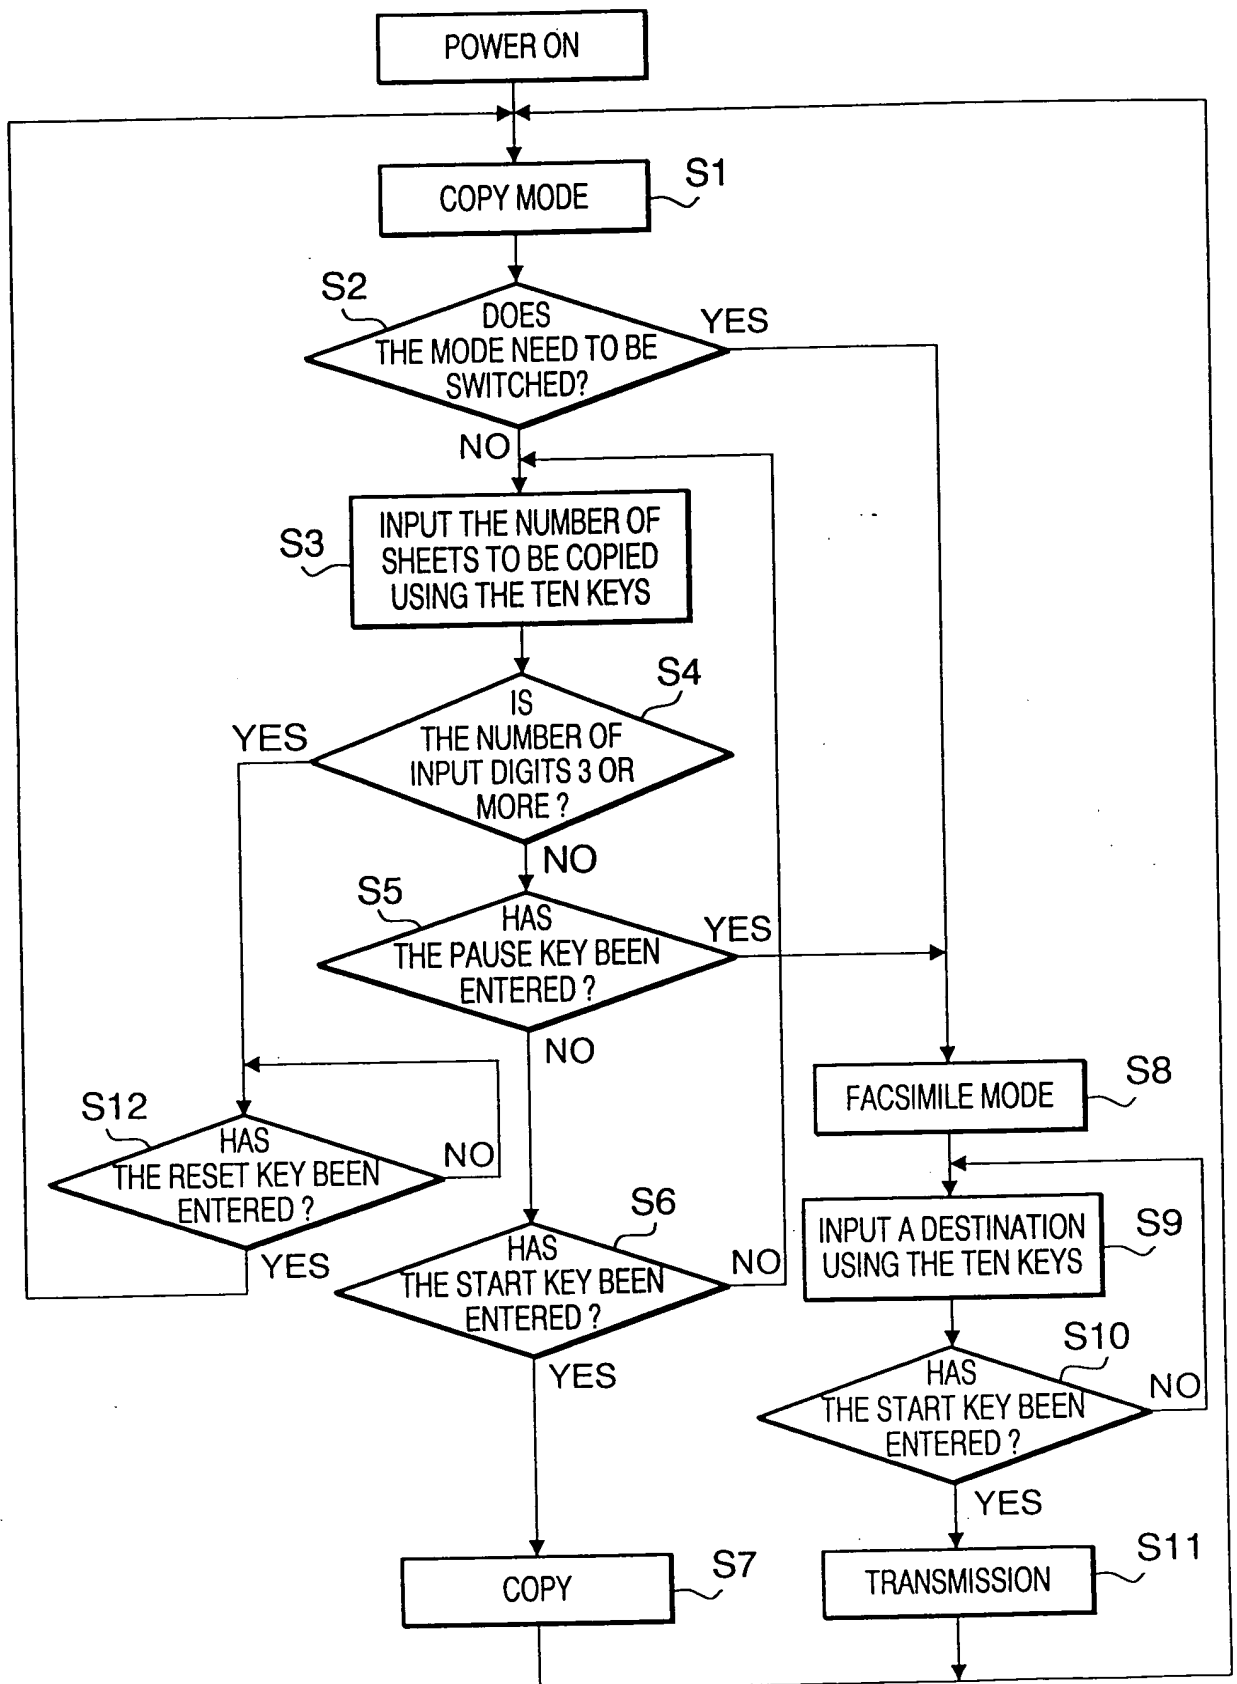 POWER ON
COPY MODE
S1
S2
DOES
THE MODE NEED TO BE
SWITCHED?
YES
NO
S3
INPUT THE NUMBER OF
SHEETS TO BE COPIED
USING THE TEN KEYS
S4
IS
THE NUMBER OF
INPUT DIGITS 3 OR
MORE ?
YES
NO
S5
HAS
THE PAUSE KEY BEEN
ENTERED ?
YES
NO
FACSIMILE MODE
S8
S12
HAS
THE RESET KEY BEEN
ENTERED ?
NO
YES
S6
HAS
THE START KEY BEEN
ENTERED ?
NO
YES
INPUT A DESTINATION
USING THE TEN KEYS
S9
S10
HAS
THE START KEY BEEN
ENTERED ?
NO
YES
COPY
S7
TRANSMISSION
S11